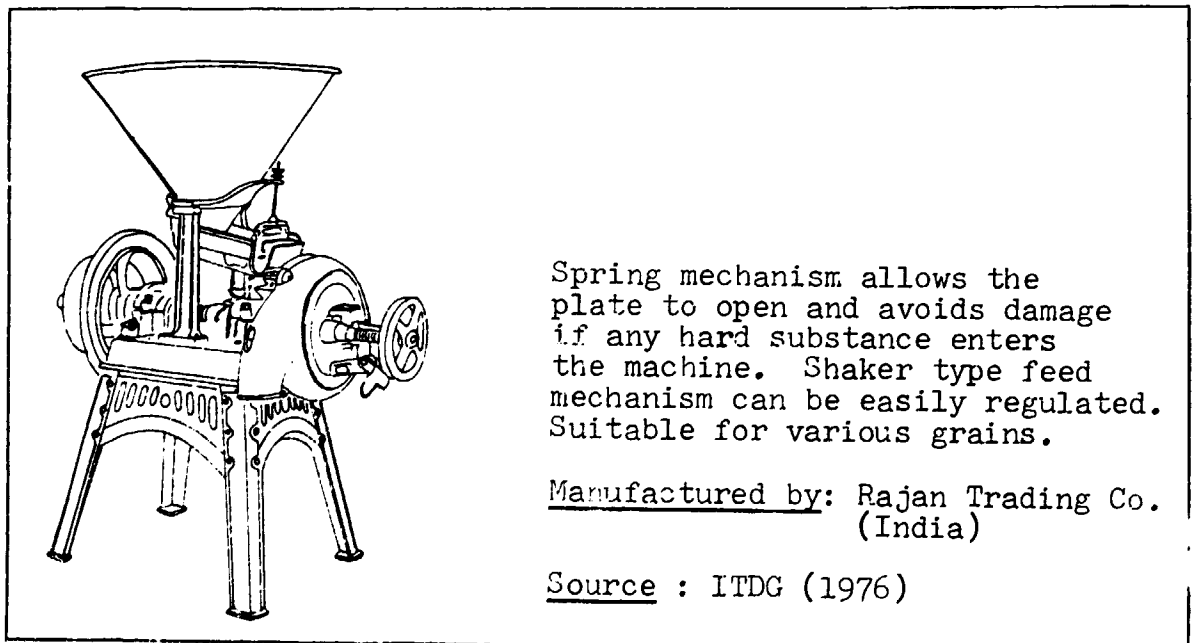 Spring mechanism allows the
plate to open and avoids damage
if any hard substance enters
the machine. Shaker type feed
mechanism can be easily regulated.
Suitable for various grains.
Manufactured by: Rajan Trading Co.
(India)
Source : ITDG (1976)